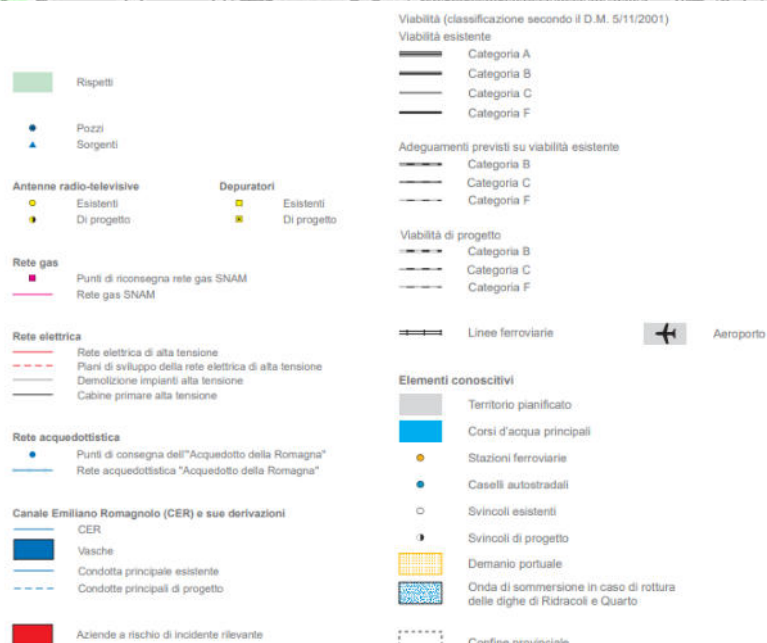 Rispetti
Pozzi
Sorgenti
Antenne radio-televisive
Esistenti
Di progetto
Depuratori
Esistenti
Di progetto
Rete gas
Punti di riconsegna rete gas SNAM
Rete gas SNAM
Rete elettrica
Rete elettrica di alta tensione
Piani di sviluppo della rete elettrica di alta tensione
Demolizione impianti alta tensione
Cabine primare alta tensione
Rete acquedottistica
Punti di consegna dell'"Acquedotto della Romagna"
Rete acquedottistica "Acquedotto della Romagna"
Canale Emiliano Romagnolo (CER) e sue derivazioni
CER
Vasche
Condotta principale esistente
Condotte principali di progetto
Aziende a rischio di incidente rilevante
Viabilità (classificazione secondo il D.M. 5/11/2001)
Viabilità esistente
Categoria A
Categoria B
Categoria C
Categoria F
Adeguamenti previsti su viabilità esistente
Categoria B
Categoria C
Categoria F
Viabilità di progetto
Categoria B
Categoria C
Categoria F
Linee ferroviarie
Aeroporto
Elementi conoscitivi
Territorio pianificato
Corsi d'acqua principali
Stazioni ferroviarie
Caselli autostradali
Svincoli esistenti
Svincoli di progetto
Demanio portuale
Onda di sommersione in caso di rottura
delle dighe di Ridracoli e Quarto
Confine provinciale